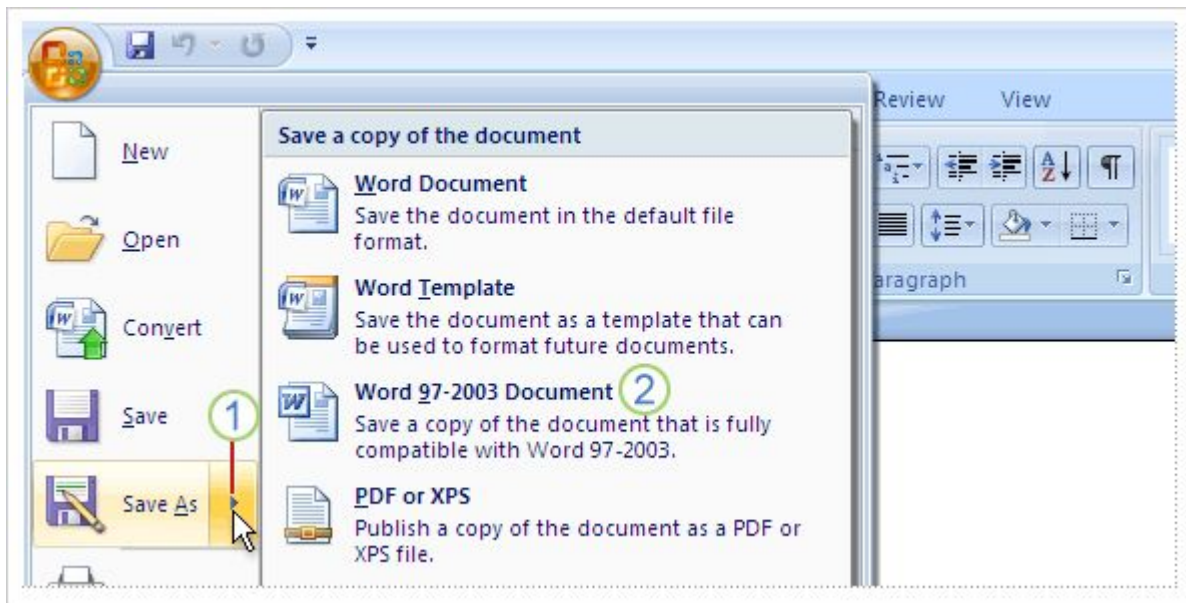 Review View
New
Save a copy of the document
Word Document
Save the document in the default file
format.
Open
Word Template
Save the document as a template that can
be used to format future documents.
Convert
Word 97-2003 Document 2
Save a copy of the document that is fully
compatible with Word 97-2003.
Save 1
Save As
PDF or XPS
Publish a copy of the document as a PDF or
XPS file.
aragraph